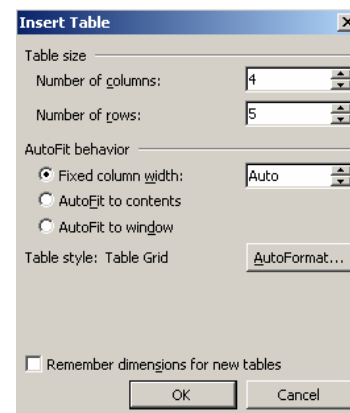 Insert Table
Table size
Number of columns: 4
Number of rows: 5
AutoFit behavior
Fixed column width: Auto
AutoFit to contents
AutoFit to window
Table style: Table Grid AutoFormat...
Remember dimensions for new tables
OK Cancel